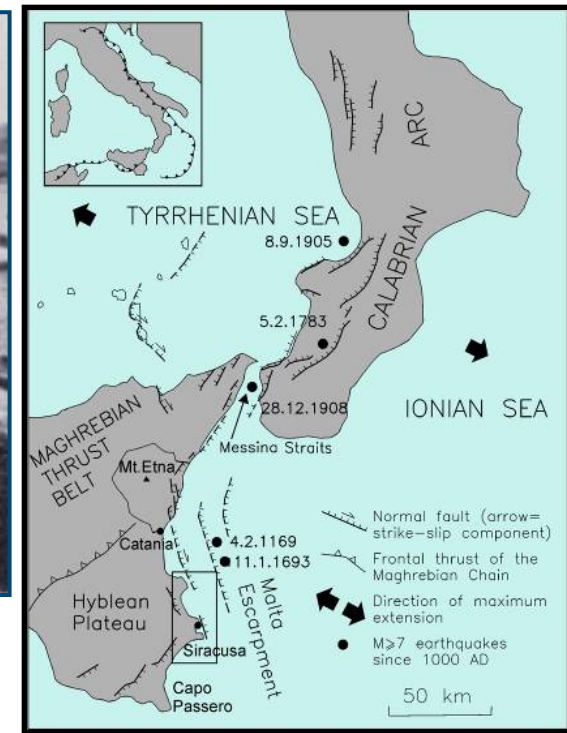 TYRRHENIAN SEA
8.9.1905
ARC
CALABRIAN
5.2.1783
28.12.1908
IONIAN SEA
Messina Straits
MAGHREBIAN
THRUST
BELT
Mt.Etna
Catania
4.2.1169
11.1.1693
Malta
Escarpment
Hyblean
Plateau
Siracusa
Capo
Passero
Normal fault (arrow=
strike-slip component)
Frontal thrust of the
Maghrebian Chain
Direction of maximum
extension
M⩾7 earthquakes
since 1000 AD
50 km